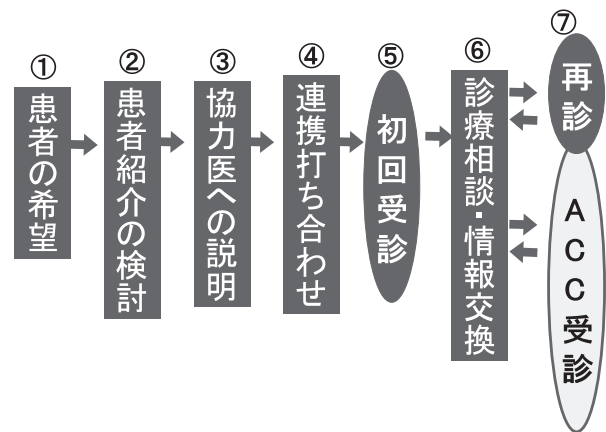 ①
患者の希望
②
患者紹介の検討
③
協力医への説明
④
連携打ち合わせ
⑤
初回受診
⑥
診療相談・情報交換
⑦
再診
ACC受診